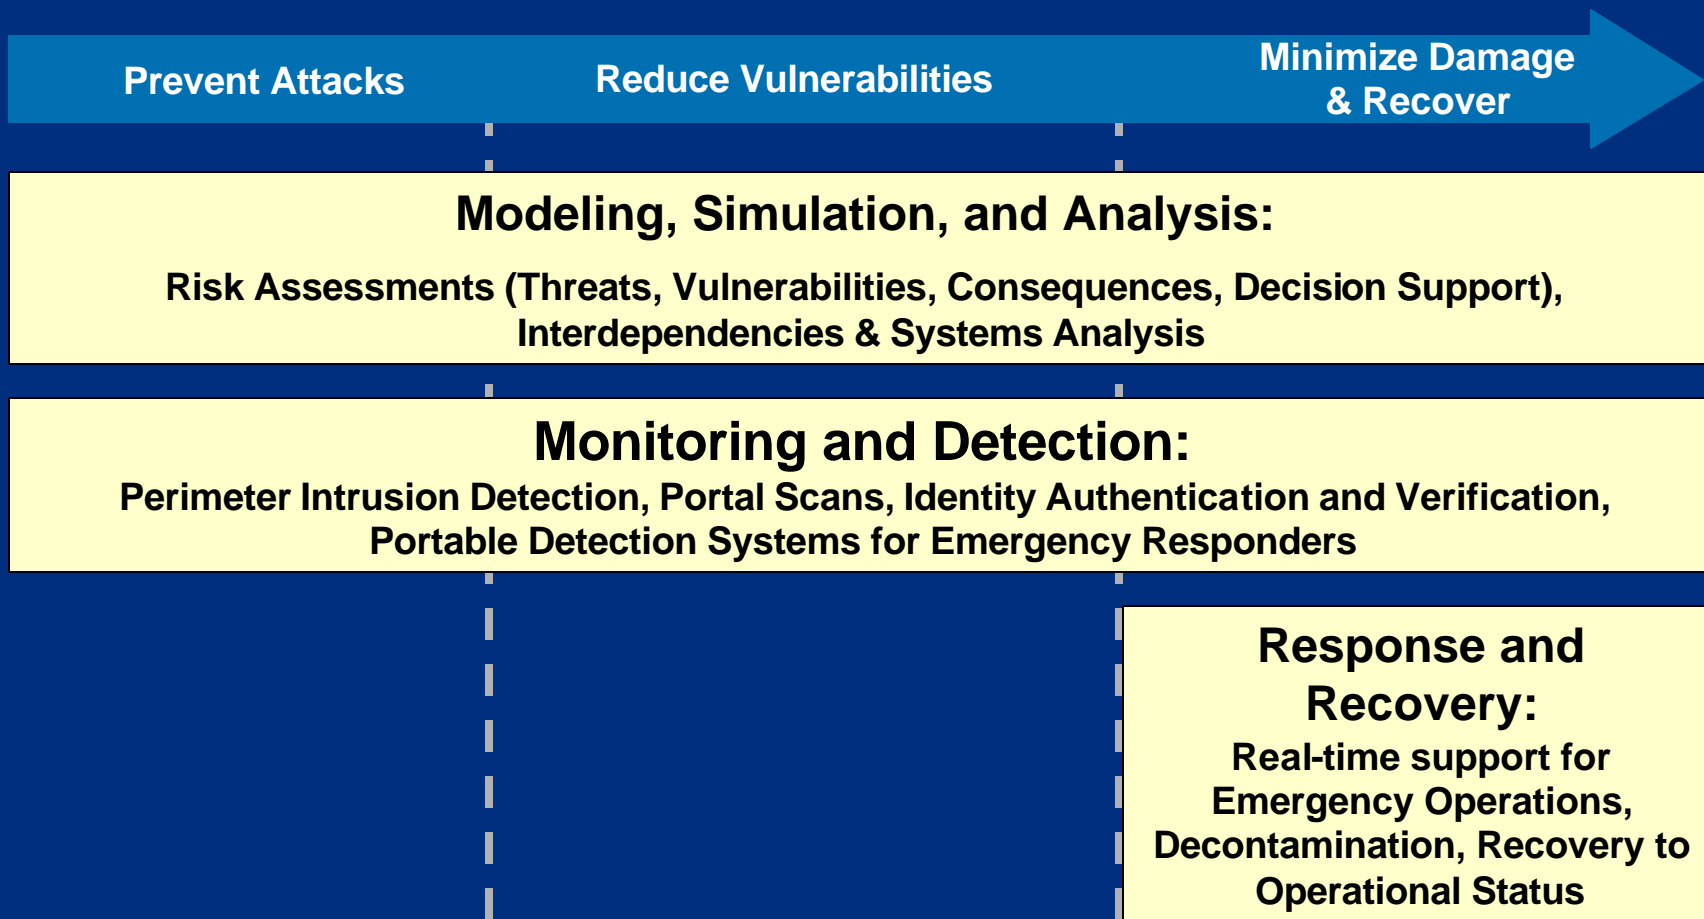 Prevent Attacks
Reduce Vulnerabilities
Minimize Damage
& Recover
Modeling, Simulation, and Analysis:
Risk Assessments (Threats, Vulnerabilities, Consequences, Decision Support),
Interdependencies & Systems Analysis
Monitoring and Detection:
Perimeter Intrusion Detection, Portal Scans, Identity Authentication and Verification,
Portable Detection Systems for Emergency Responders
Response and
Recovery:
Real-time support for
Emergency Operations,
Decontamination, Recovery to
Operational Status